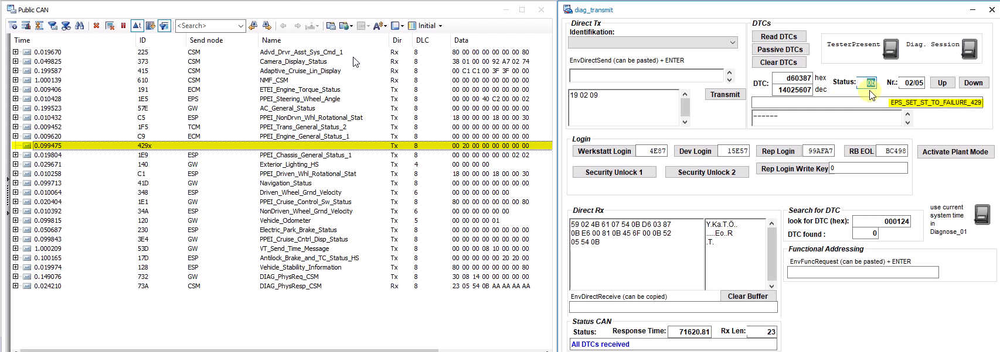 Public CAN
<Search>
Initial
Time ID Send node Name Dir DLC Data
0.019670 225 CSM Advd_Drvr_Asst_Sys_Cmd_1 Rx 8 80 00 00 00 00 00 00 80
0.049825 373 CSM Camera_Display_Status Rx 8 38 01 00 00 92 A7 02 74
0.199587 415 CSM Adaptive_Cruise_Lin_Display Rx 8 00 C1 C1 00 3F 3F 00 00
1.000139 610 CSM NMF_CSM Rx 8 00 00 00 00 00 00 00 00
0.009406 191 ECM ETEI_Engine_Torque_Status Tx 8 00 00 00 00 00 00 00 00
0.010428 1E5 EPS PPEI_Steering_Wheel_Angle Tx 8 00 00 00 40 C2 00 00 02
0.199523 57E GW AC_General_Status Tx 8 00 00 00 00 00 00 00 00
0.010432 C5 ESP PPEI_NonDrvn_Whl_Rotational_Stat Tx 8 18 00 00 00 18 00 00 30
0.009452 1F5 TCM PPEI_Trans_General_Status_2 Tx 8 00 00 00 00 00 00 00 00
0.009620 C9 ECM PPEI_Engine_General_Status_1 Tx 8 00 00 00 00 00 00 00 00
0.099475 429x Tx 8 00 20 00 00 00 00 00 00
0.019804 1E9 ESP PPEI_Chassis_General_Status_1 Tx 8 00 00 00 00 00 00 02 02
0.029671 140 GW Exterior_Lighting_HS Tx 4 00 00 00 00
0.010258 C1 ESP PPEI_Driven_Whl_Rotational_Stat Tx 8 18 00 00 00 18 00 00 30
0.099713 41D GW Navigation_Status Tx 8 00 00 00 00 00 00 00 00
0.010064 348 ESP Driven_Wheel_Grnd_Velocity Tx 6 00 00 00 00 00 00
0.020404 1E1 GW PPEI_Cruise_Control_Sw_Status Tx 8 80 00 00 00 00 00 00 80
0.010392 34A ESP NonDriven_Wheel_Grnd_Velocity Tx 6 00 00 00 00 00 00
0.099815 120 GW Vehicle_Odometer Tx 5 00 00 00 00 01
0.050687 230 ESP Electric_Park_Brake_Status Tx 8 00 00 00 00 00 00 00 00
0.099843 3E4 GW PPEI_Cruise_Cntrl_Disp_Status Tx 8 00 00 00 00 00 00 00 00
1.000209 53D GW VT_Send_Time_Message Tx 8 00 00 00 08 10 00 00 00
0.100165 17D ESP Antilock_Brake_and_TC_Status_HS Tx 8 00 00 00 00 00 20 20 00
0.019974 128 ESP Vehicle_Stability_Information Tx 8 80 00 00 00 00 00 00 80
0.149076 732 GW DIAG_PhysReq_CSM Tx 8 30 08 14 00 00 00 00 00
0.024210 73A CSM DIAG_PhysResp_CSM Rx 8 23 05 54 0B AA AA AA AA
diag_transmit
Direct Tx
Identifikation:
EnvDirectSend (can be pasted) + ENTER
19 02 09
Transmit
DTCs
Read DTCs
Passive DTCs
Clear DTCs
TesterPresent Diag. Session
DTC: d60387 hex
14025607 dec
Status: 0b Nr.: 02/05 Up Down
EPS_SET_ST_TO_FAILURE_429
------
Login
Werkstatt Login 4E87 Dev Login 15E57 Rep Login 99AFA7 RB EOL BC498
Activate Plant Mode
Security Unlock 1 Security Unlock 2 Rep Login Write Key 0
Direct Rx
59 02 4B 61 07 54 0B D6 03 87
0B E6 00 81 0B 45 6F 00 0B 52
05 54 0B
Y.Ka.T.Ö..
.....Eo..R
.T.
EnvDirectReceive (can be copied) Clear Buffer
Search for DTC
look for DTC (hex): 000124
DTC found : 0
use current
system time
in
Diagnose_01
Functional Addressing
EnvFuncRequest (can be pasted) + ENTER
Status CAN
Status: Response Time: 71620.81 Rx Len: 23
All DTCs received